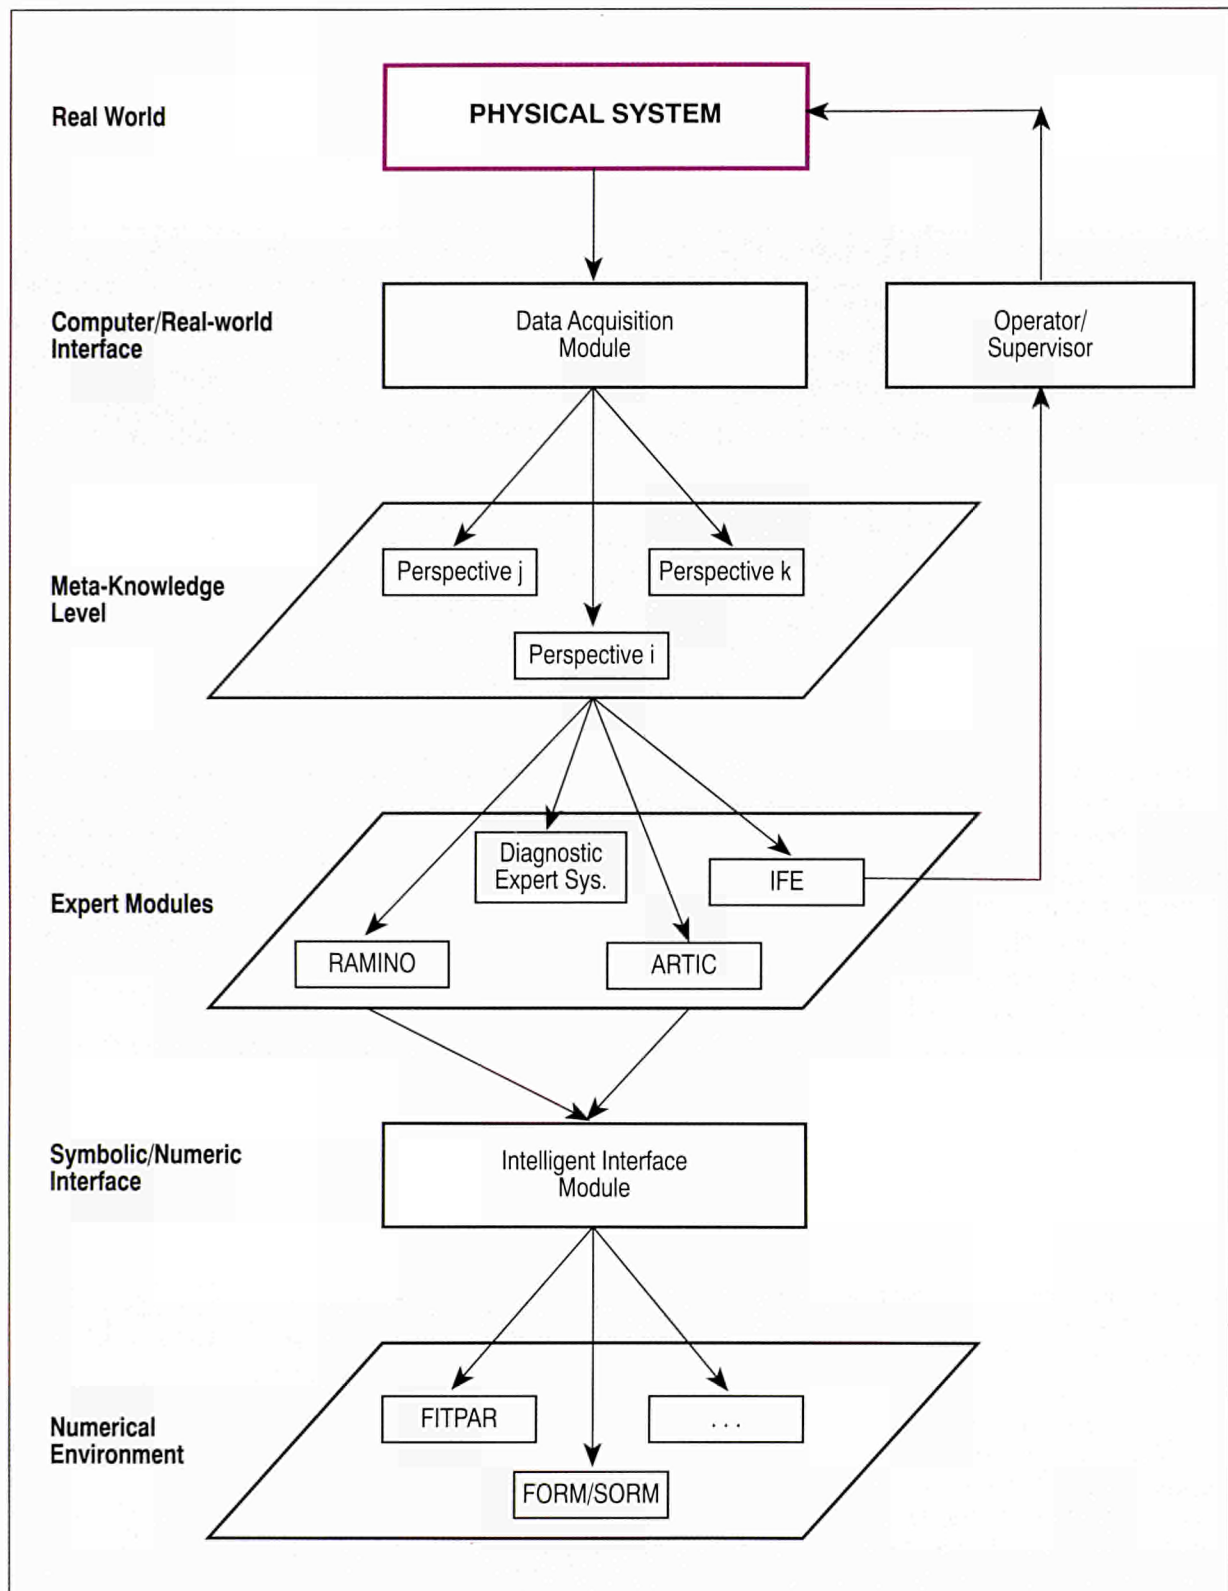 Real World
PHYSICAL SYSTEM
Computer/Real-world
Interface
Data Acquisition
Module
Operator/
Supervisor
Meta-Knowledge
Level
Perspective j
Perspective k
Perspective i
Expert Modules
Diagnostic
Expert Sys.
IFE
RAMINO
ARTIC
Symbolic/Numeric
Interface
Intelligent Interface
Module
Numerical
Environment
FITPAR
. . .
FORM/SORM